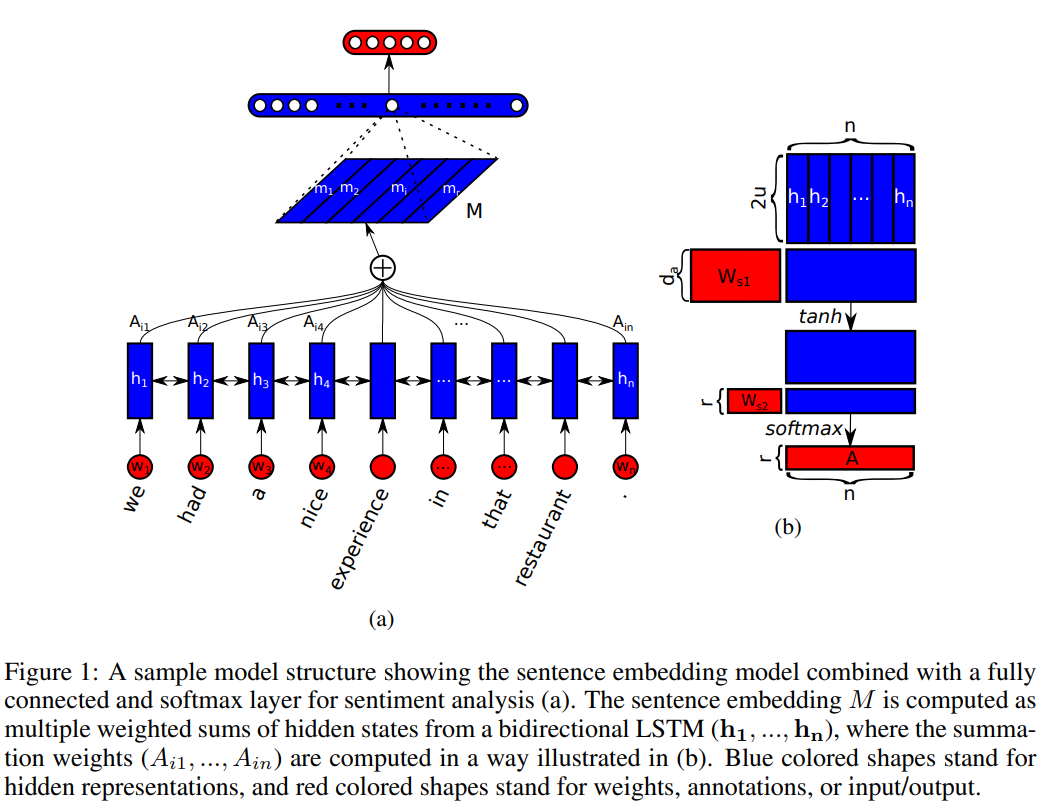 m1 m2 mi mr
M
Ai1 Ai2 Ai3 Ai4 ... Ain
h1 h2 h3 h4 ... ... hn
w1 w2 w3 w4 ... ... wn
we had a nice experience in that restaurant .
(a)
n
2u
h1 h2 ... hn
da
Ws1
tanh
r
Ws2
softmax
r
A
n
(b)
Figure 1: A sample model structure showing the sentence embedding model combined with a fully
connected and softmax layer for sentiment analysis (a). The sentence embedding M is computed as
multiple weighted sums of hidden states from a bidirectional LSTM (h1, ..., hn), where the summa-
tion weights (Ai1, ..., Ain) are computed in a way illustrated in (b). Blue colored shapes stand for
hidden representations, and red colored shapes stand for weights, annotations, or input/output.